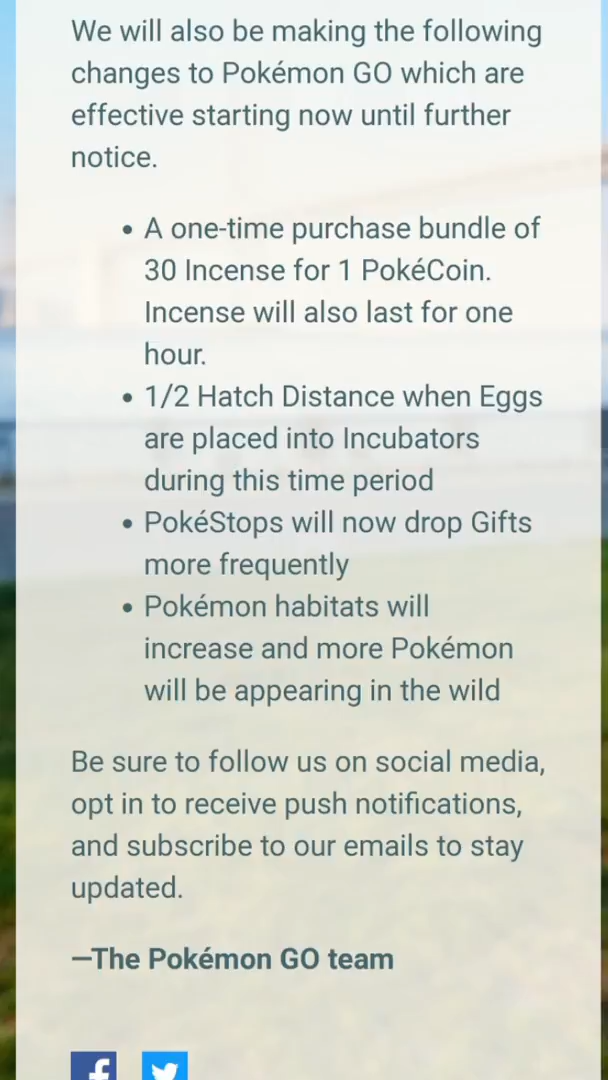 We will also be making the following
changes to Pokémon GO which are
effective starting now until further
notice.
• A one-time purchase bundle of
30 Incense for 1 PokéCoin.
Incense will also last for one
hour.
• 1/2 Hatch Distance when Eggs
are placed into Incubators
during this time period
• PokéStops will now drop Gifts
more frequently
• Pokémon habitats will
increase and more Pokémon
will be appearing in the wild
Be sure to follow us on social media,
opt in to receive push notifications,
and subscribe to our emails to stay
updated.
—The Pokémon GO team